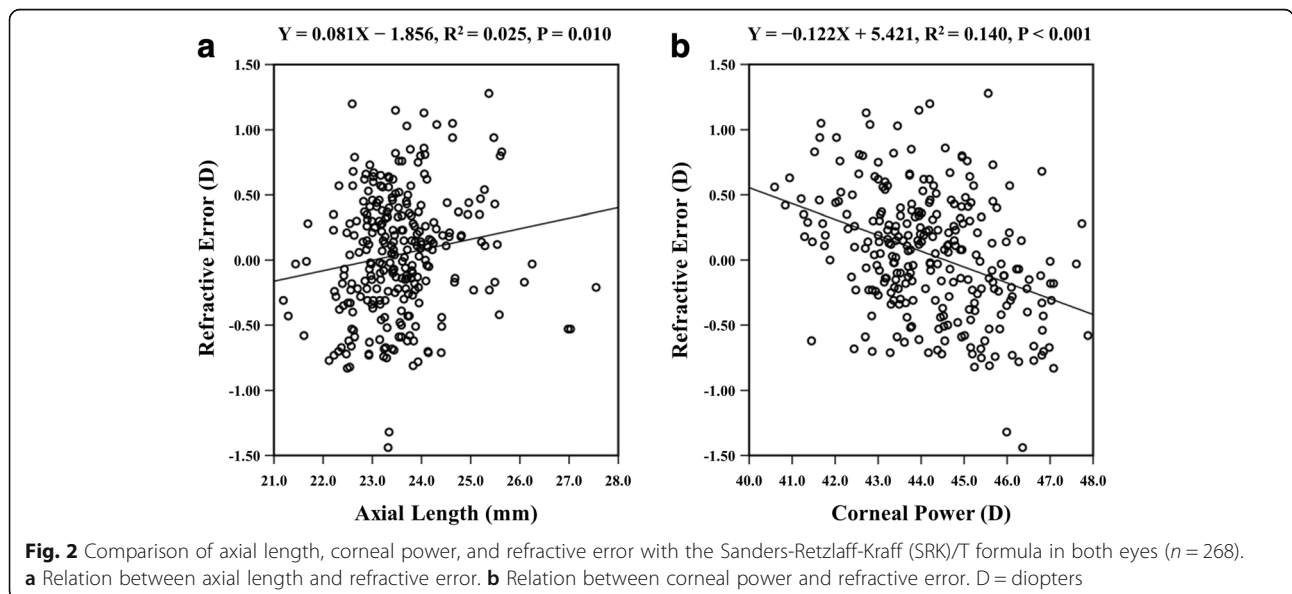 a
Y = 0.081X − 1.856, R² = 0.025, P = 0.010
Refractive Error (D)
1.50
1.00
0.50
0.00
-0.50
-1.00
-1.50
21.0 22.0 23.0 24.0 25.0 26.0 27.0 28.0
Axial Length (mm)
b
Y = −0.122X + 5.421, R² = 0.140, P < 0.001
Refractive Error (D)
1.50
1.00
0.50
0.00
-0.50
-1.00
-1.50
40.0 41.0 42.0 43.0 44.0 45.0 46.0 47.0 48.0
Corneal Power (D)
Fig. 2 Comparison of axial length, corneal power, and refractive error with the Sanders-Retzlaff-Kraff (SRK)/T formula in both eyes (n = 268).
a Relation between axial length and refractive error. b Relation between corneal power and refractive error. D = diopters